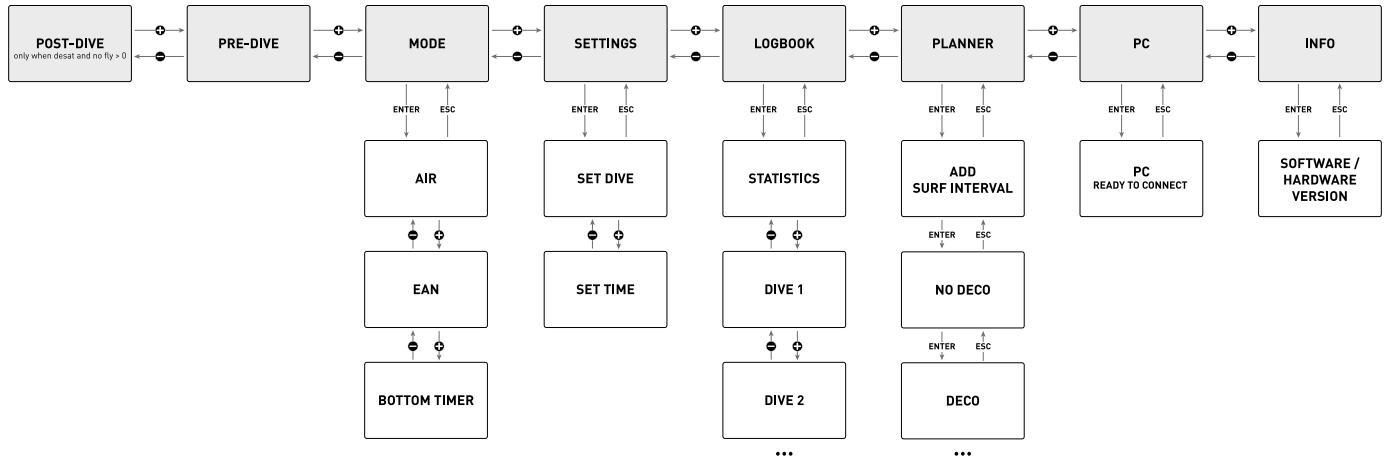 POST-DIVE
only when desat and no fly > 0
PRE-DIVE
MODE
SETTINGS
LOGBOOK
PLANNER
PC
INFO
ENTER ESC
ENTER ESC
ENTER ESC
ENTER ESC
ENTER ESC
ENTER ESC
AIR
SET DIVE
STATISTICS
ADD
SURF INTERVAL
PC
READY TO CONNECT
SOFTWARE /
HARDWARE
VERSION
ENTER ESC
EAN
SET TIME
DIVE 1
NO DECO
ENTER ESC
BOTTOM TIMER
DIVE 2
DECO
... ...